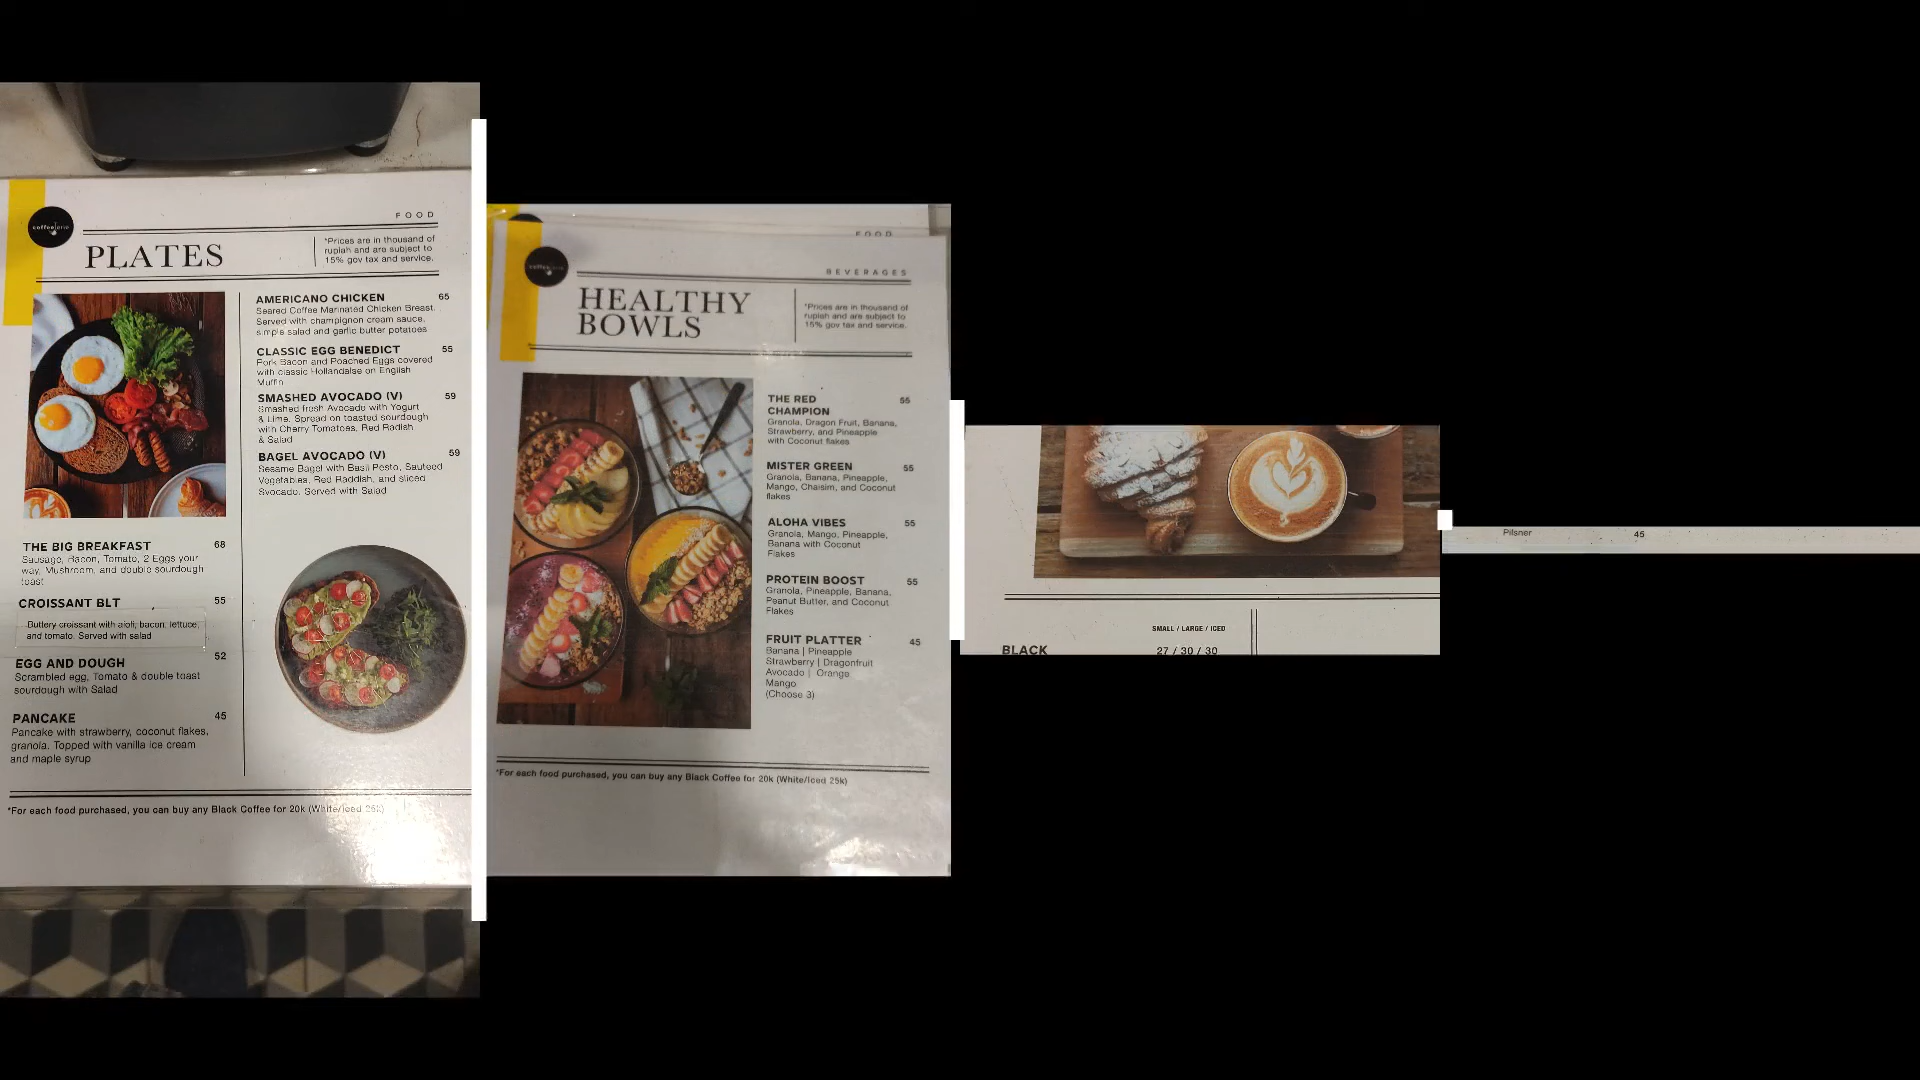 FOOD
coffee
PLATES
*Prices are in thousand of
rupiah and are subject to
15% gov tax and service.
AMERICANO CHICKEN 65
Seared Coffee Marinated Chicken Breast.
Served with champignon cream sauce,
simple salad and garlic butter potatoes
CLASSIC EGG BENEDICT 55
Pork Bacon and Poached Eggs covered
with classic Hollandaise on English
Muffin
SMASHED AVOCADO (V) 59
Smashed fresh Avocado with Yogurt
& Lime. Spread on toasted sourdough
with Cherry Tomatoes, Red Radish
& Salad
BAGEL AVOCADO (V) 59
Sesame Bagel with Basil Pesto, Sauteed
Vegetables, Red Raddish, and sliced
Avocado. Served with Salad
THE BIG BREAKFAST 68
Sausage, Bacon, Tomato, 2 Eggs your
way, Mushroom, and double sourdough
toast
CROISSANT BLT 55
Buttery croissant with aioli, bacon, lettuce,
and tomato. Served with salad
EGG AND DOUGH 52
Scrambled egg, Tomato & double toast
sourdough with Salad
PANCAKE 45
Pancake with strawberry, coconut flakes,
granola. Topped with vanilla ice cream
and maple syrup
*For each food purchased, you can buy any Black Coffee for 20k (White/Iced 25k)
FOOD
BEVERAGES
HEALTHY
BOWLS
*Prices are in thousand of
rupiah and are subject to
15% gov tax and service.
THE RED 55
CHAMPION
Granola, Dragon Fruit, Banana,
Strawberry, and Pineapple
with Coconut flakes
MISTER GREEN 55
Granola, Banana, Pineapple,
Mango, Chaisim, and Coconut
flakes
ALOHA VIBES 55
Granola, Mango, Pineapple,
Banana with Coconut
Flakes
PROTEIN BOOST 55
Granola, Pineapple, Banana,
Peanut Butter, and Coconut
Flakes
FRUIT PLATTER 45
Banana | Pineapple
Strawberry | Dragonfruit
Avocado | Orange
Mango
(Choose 3)
*For each food purchased, you can buy any Black Coffee for 20k (White/Iced 25k)
SMALL / LARGE / ICED
BLACK 27 / 30 / 30
Pilsner 45